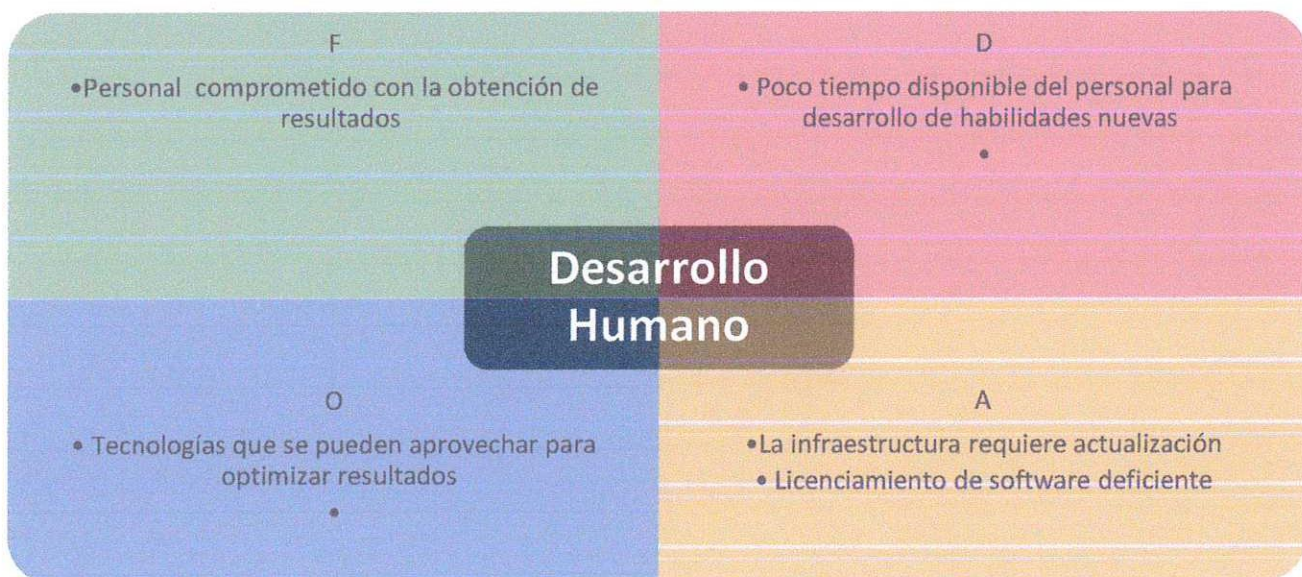 F
•Personal comprometido con la obtención de
resultados
D
• Poco tiempo disponible del personal para
desarrollo de habilidades nuevas
•
Desarrollo
Humano
O
• Tecnologías que se pueden aprovechar para
optimizar resultados
•
A
•La infraestructura requiere actualización
• Licenciamiento de software deficiente